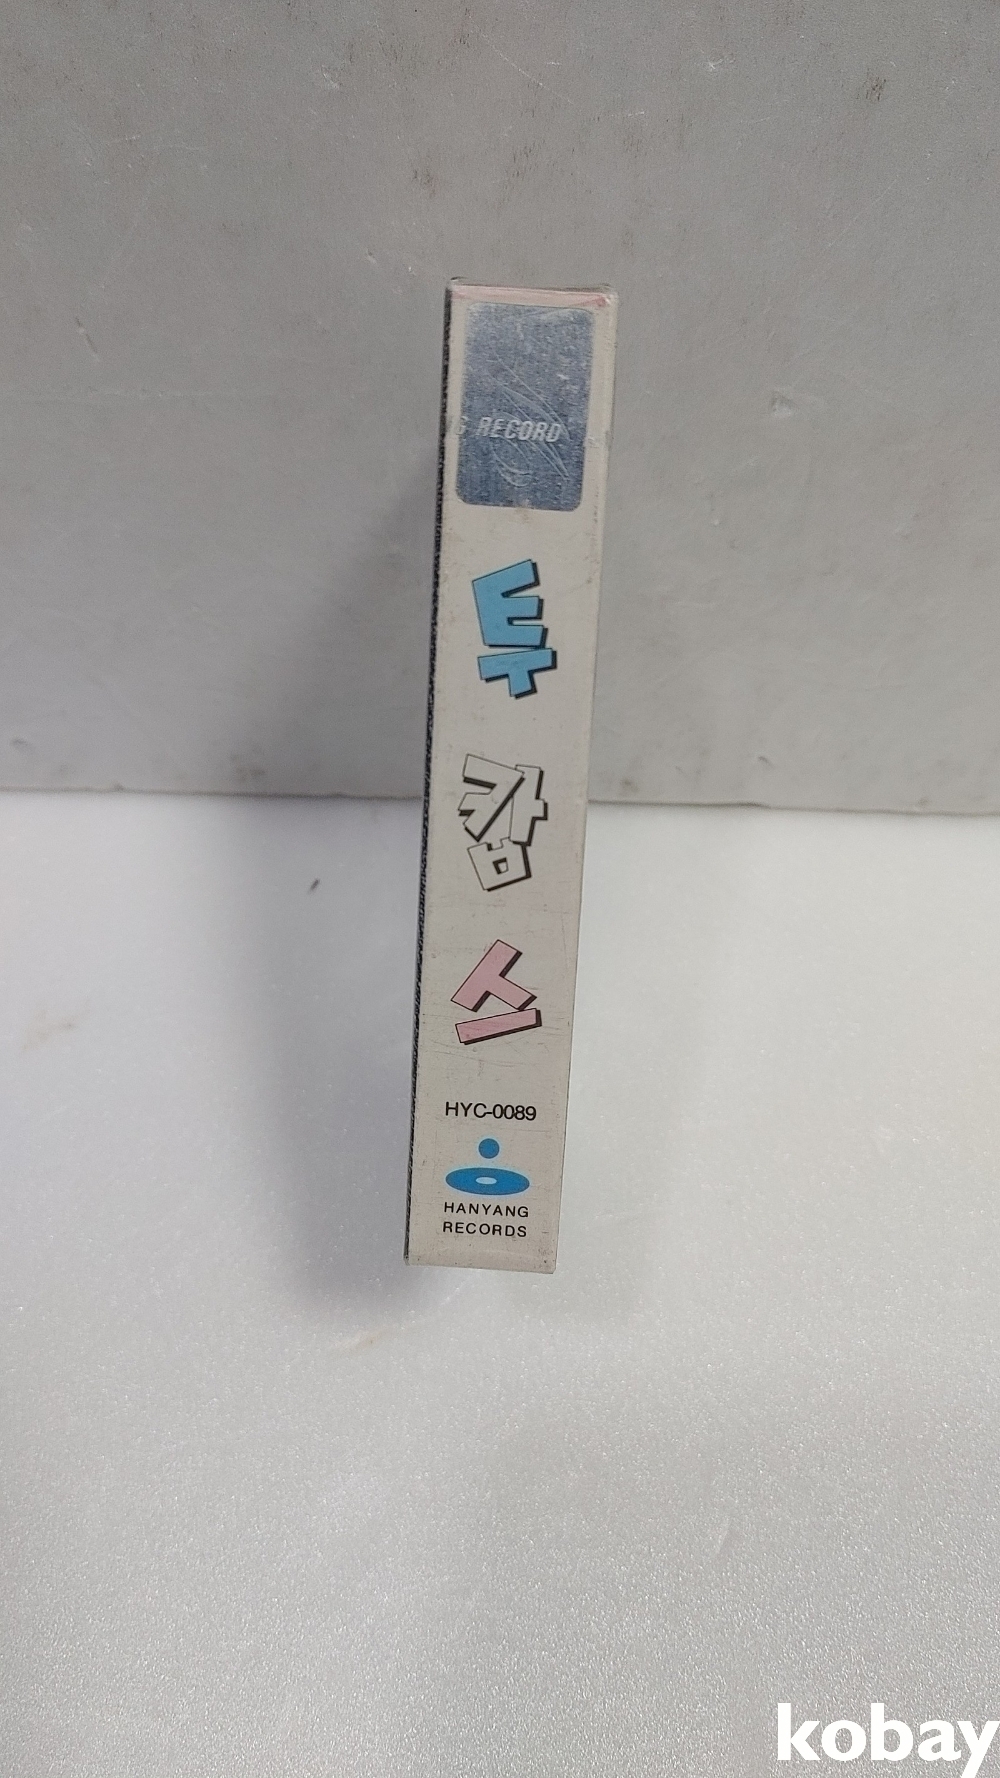 G RECORD
투
캅
스
HYC-0089
HANYANG
RECORDS
kobay